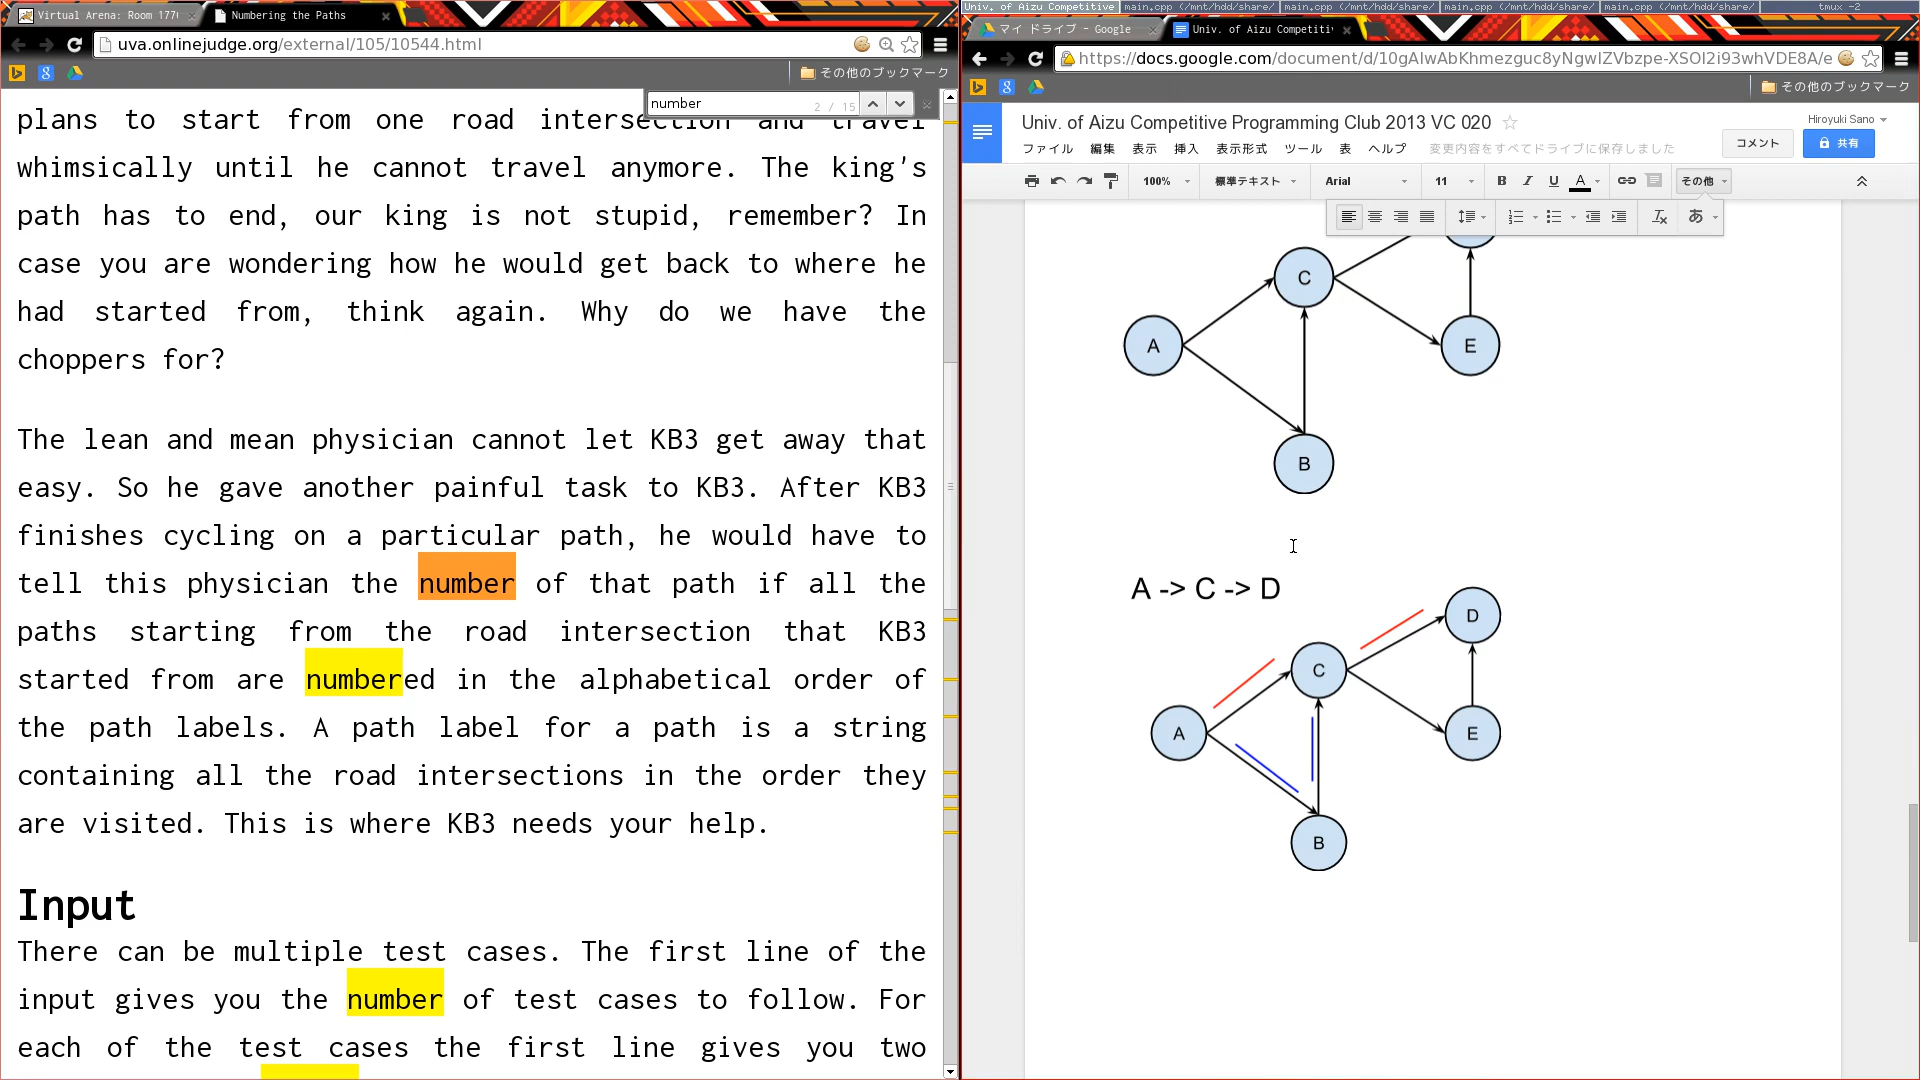 Virtual Arena: Room 177
Numbering the Paths
uva.onlinejudge.org/external/105/10544.html
その他のブックマーク
number
2 / 15
plans to start from one road intersection and travel
whimsically until he cannot travel anymore. The king's
path has to end, our king is not stupid, remember? In
case you are wondering how he would get back to where he
had started from, think again. Why do we have the
choppers for?
The lean and mean physician cannot let KB3 get away that
easy. So he gave another painful task to KB3. After KB3
finishes cycling on a particular path, he would have to
tell this physician the number of that path if all the
paths starting from the road intersection that KB3
started from are numbered in the alphabetical order of
the path labels. A path label for a path is a string
containing all the road intersections in the order they
are visited. This is where KB3 needs your help.
Input
There can be multiple test cases. The first line of the
input gives you the number of test cases to follow. For
each of the test cases the first line gives you two
Univ. of Aizu Competitive
main.cpp (/mnt/hdd/share/
main.cpp (/mnt/hdd/share/
main.cpp (/mnt/hdd/share/
main.cpp (/mnt/hdd/share/
tmux -2
マイ ドライブ - Google
Univ. of Aizu Competitiv
https://docs.google.com/document/d/10gAlwAbKhmezguc8yNgwIZVbzpe-XSOl2i93whVDE8A/e
その他のブックマーク
Univ. of Aizu Competitive Programming Club 2013 VC 020
Hiroyuki Sano
ファイル 編集 表示 挿入 表示形式 ツール 表 ヘルプ 変更内容をすべてドライブに保存しました
コメント
共有
100%
標準テキスト
Arial
11
B I U A
その他
あ
C
A
E
B
A -> C -> D
D
C
A
E
B